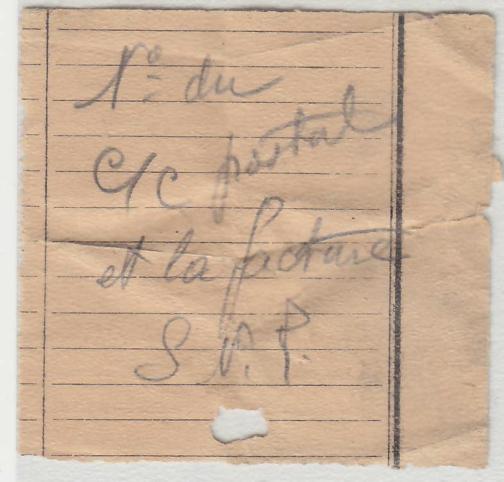 N° du
C/C postal
et la facture
S.V.P.